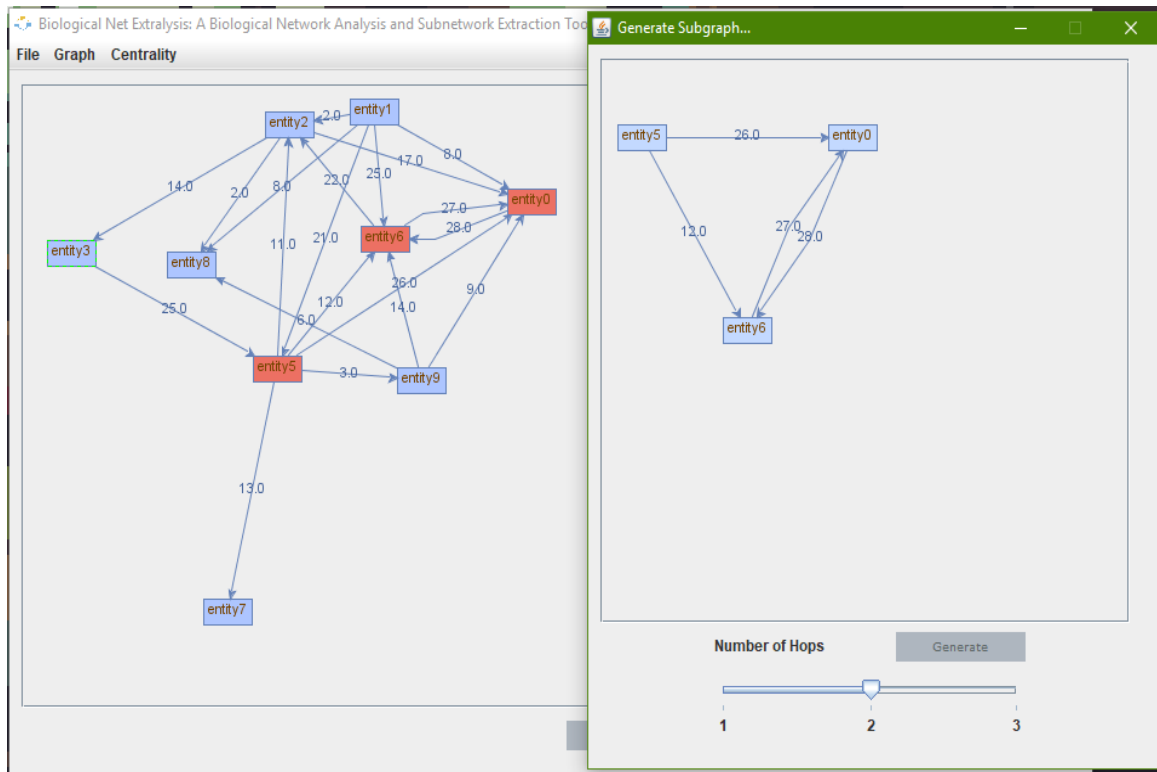 Biological Net Extralysis: A Biological Network Analysis and Subnetwork Extraction Too
File Graph Centrality
entity1
2.0
entity2
8.0
17.0
25.0
22.0
14.0
2.0
8.0
entity0
27.0
28.0
entity6
11.0
21.0
entity3
entity8
26.0
9.0
12.0
14.0
25.0
6.0
entity5
3.0
entity9
13.0
entity7
Generate Subgraph...
entity5
26.0
entity0
12.0
27.0
28.0
entity6
Number of Hops
Generate
1
2
3